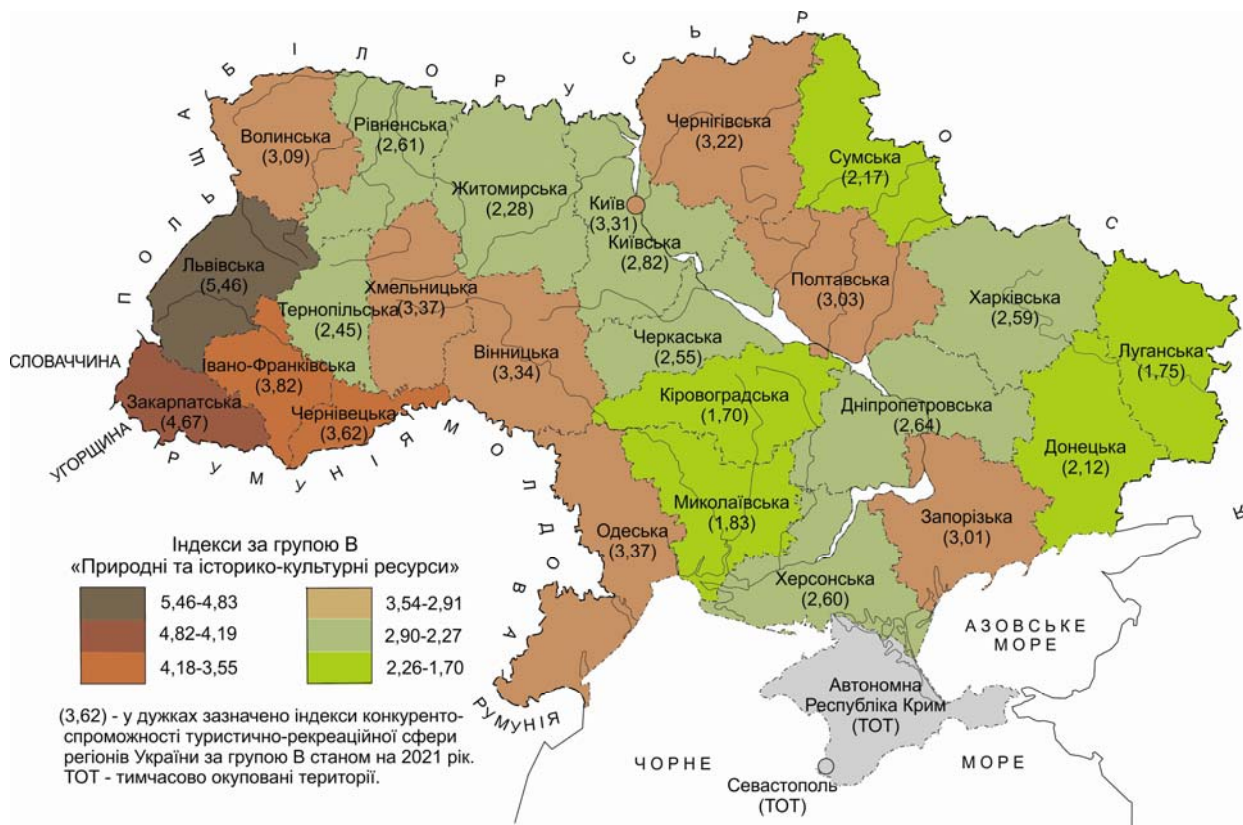 БІЛОРУСЬ
РОСІЯ
ПОЛЬЩА
Волинська
(3,09)
Рівненська
(2,61)
Житомирська
(2,28)
Чернігівська
(3,22)
Сумська
(2,17)
Київ
(3,31)
Київська
(2,82)
Львівська
(5,46)
Тернопільська
(2,45)
Хмельницька
(3,37)
Полтавська
(3,03)
Харківська
(2,59)
Луганська
(1,75)
Вінницька
(3,34)
Черкаська
(2,55)
СЛОВАЧЧИНА
Івано-Франківська
(3,82)
Закарпатська
(4,67)
Чернівецька
(3,62)
Кіровоградська
(1,70)
Дніпропетровська
(2,64)
Донецька
(2,12)
УГОРЩИНА
РУМУНІЯ
МОЛДОВА
Миколаївська
(1,83)
Одеська
(3,37)
Запорізька
(3,01)
Херсонська
(2,60)
РУМУНІЯ
АЗОВСЬКЕ
МОРЕ
Автономна
Республіка Крим
(ТОТ)
ЧОРНЕ МОРЕ
Севастополь
(ТОТ)
Індекси за групою В
«Природні та історико-культурні ресурси»
5,46-4,83
4,82-4,19
4,18-3,55
3,54-2,91
2,90-2,27
2,26-1,70
(3,62) - у дужках зазначено індекси конкуренто-
спроможності туристично-рекреаційної сфери
регіонів України за групою В станом на 2021 рік.
ТОТ - тимчасово окуповані території.